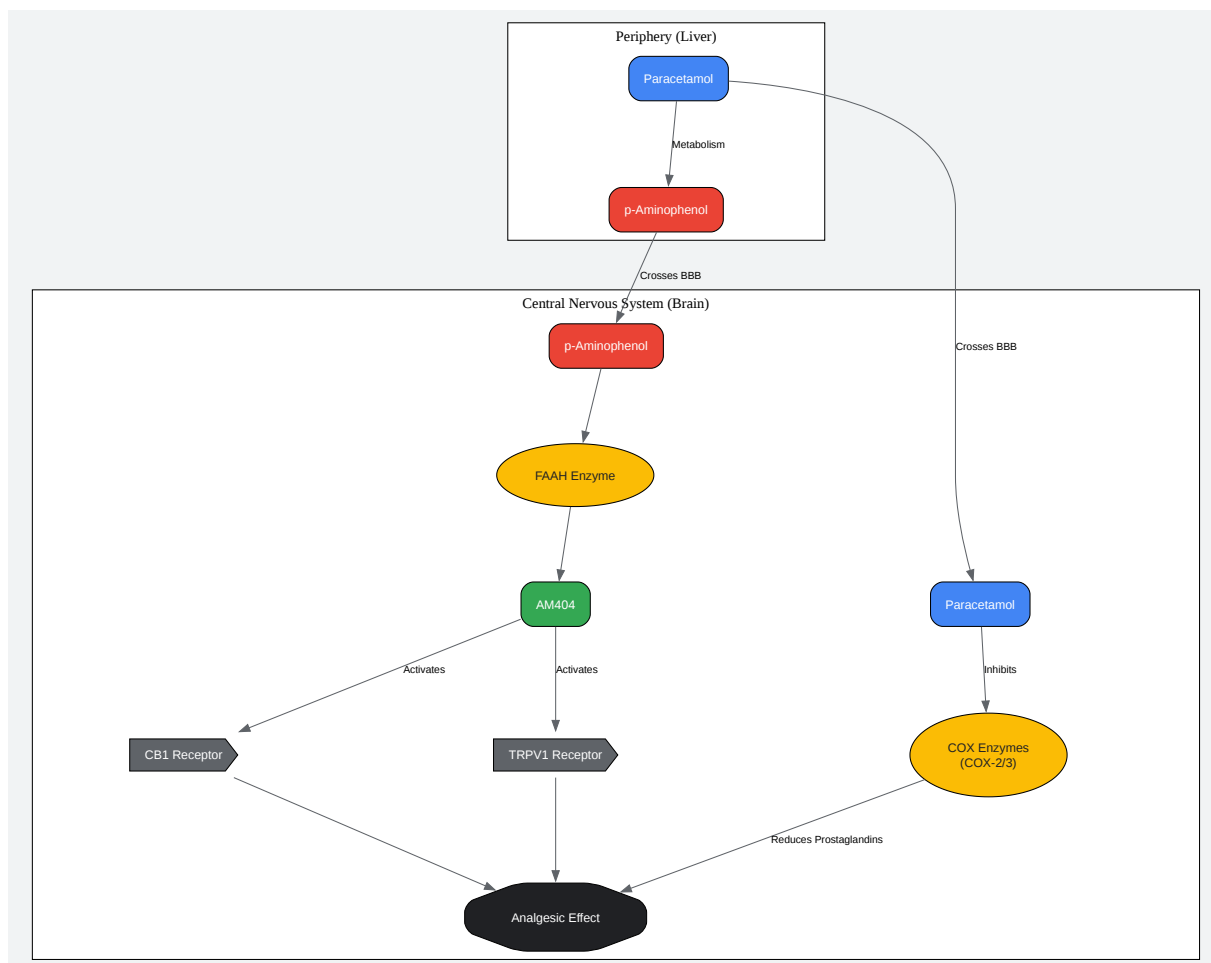 Periphery (Liver)
Paracetamol
Metabolism
p-Aminophenol
Crosses BBB
Central Nervous System (Brain)
p-Aminophenol
Crosses BBB
FAAH Enzyme
AM404
Paracetamol
Activates
Activates
Inhibits
CB1 Receptor
TRPV1 Receptor
COX Enzymes
(COX-2/3)
Reduces Prostaglandins
Analgesic Effect